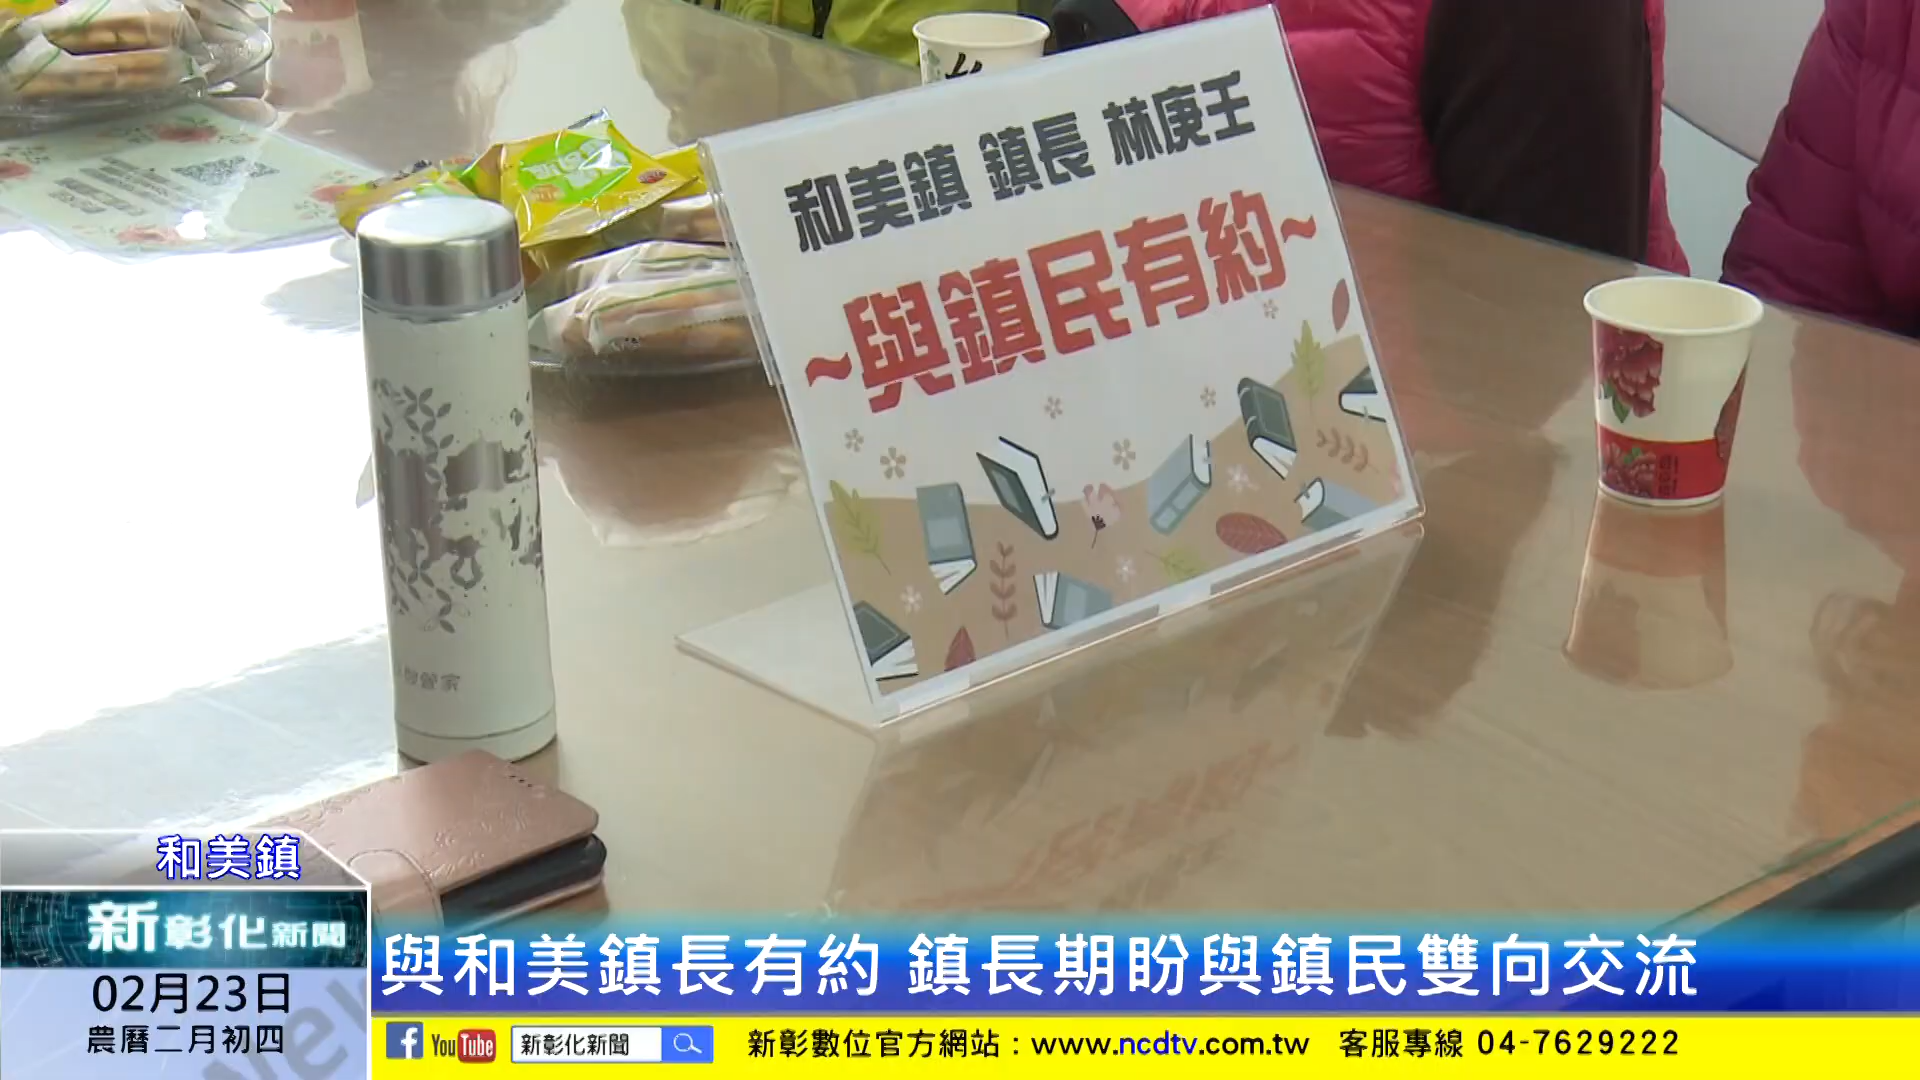 和美鎮 鎮長 林庚壬
~與鎮民有約~
和美鎮
新彰化新聞
02月23日
農曆二月初四
與和美鎮長有約 鎮長期盼與鎮民雙向交流
YouTube
新彰化新聞
新彰數位官方網站：www.ncdtv.com.tw
客服專線 04-7629222